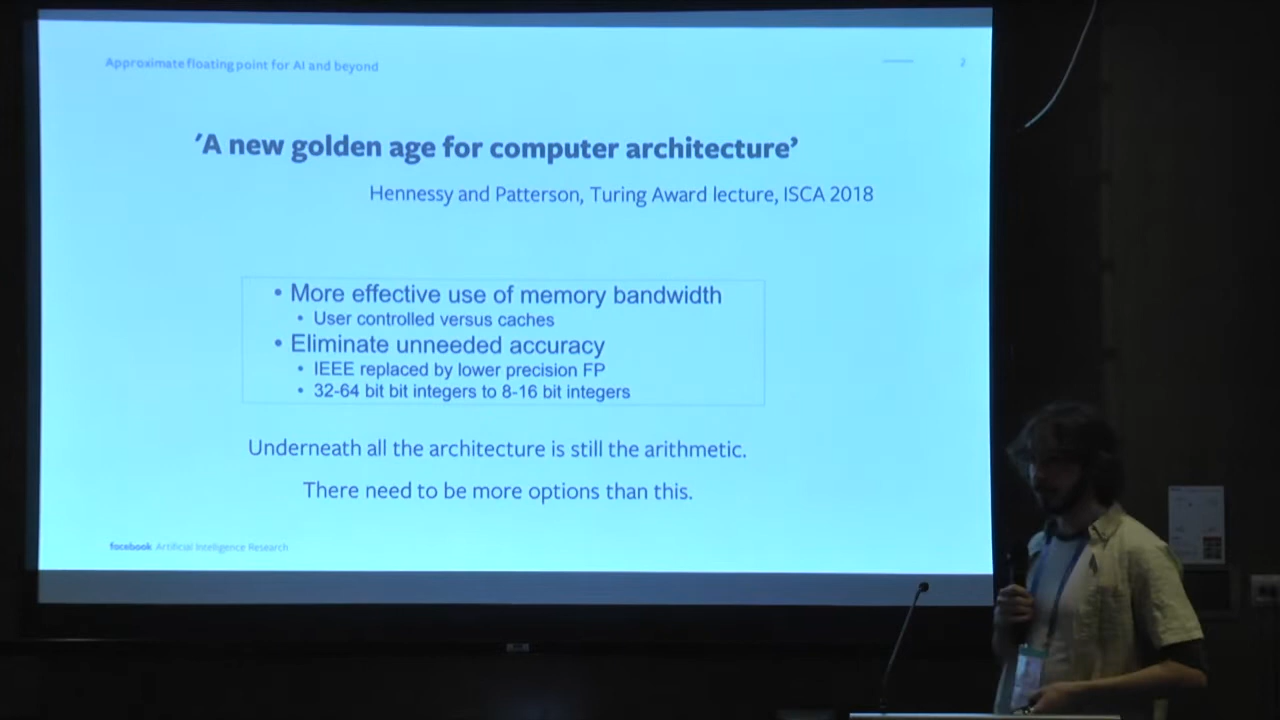 Approximate floating point for AI and beyond
2
'A new golden age for computer architecture'
Hennessy and Patterson, Turing Award lecture, ISCA 2018
• More effective use of memory bandwidth
• User controlled versus caches
• Eliminate unneeded accuracy
• IEEE replaced by lower precision FP
• 32-64 bit bit integers to 8-16 bit integers
Underneath all the architecture is still the arithmetic.
There need to be more options than this.
facebook Artificial Intelligence Research